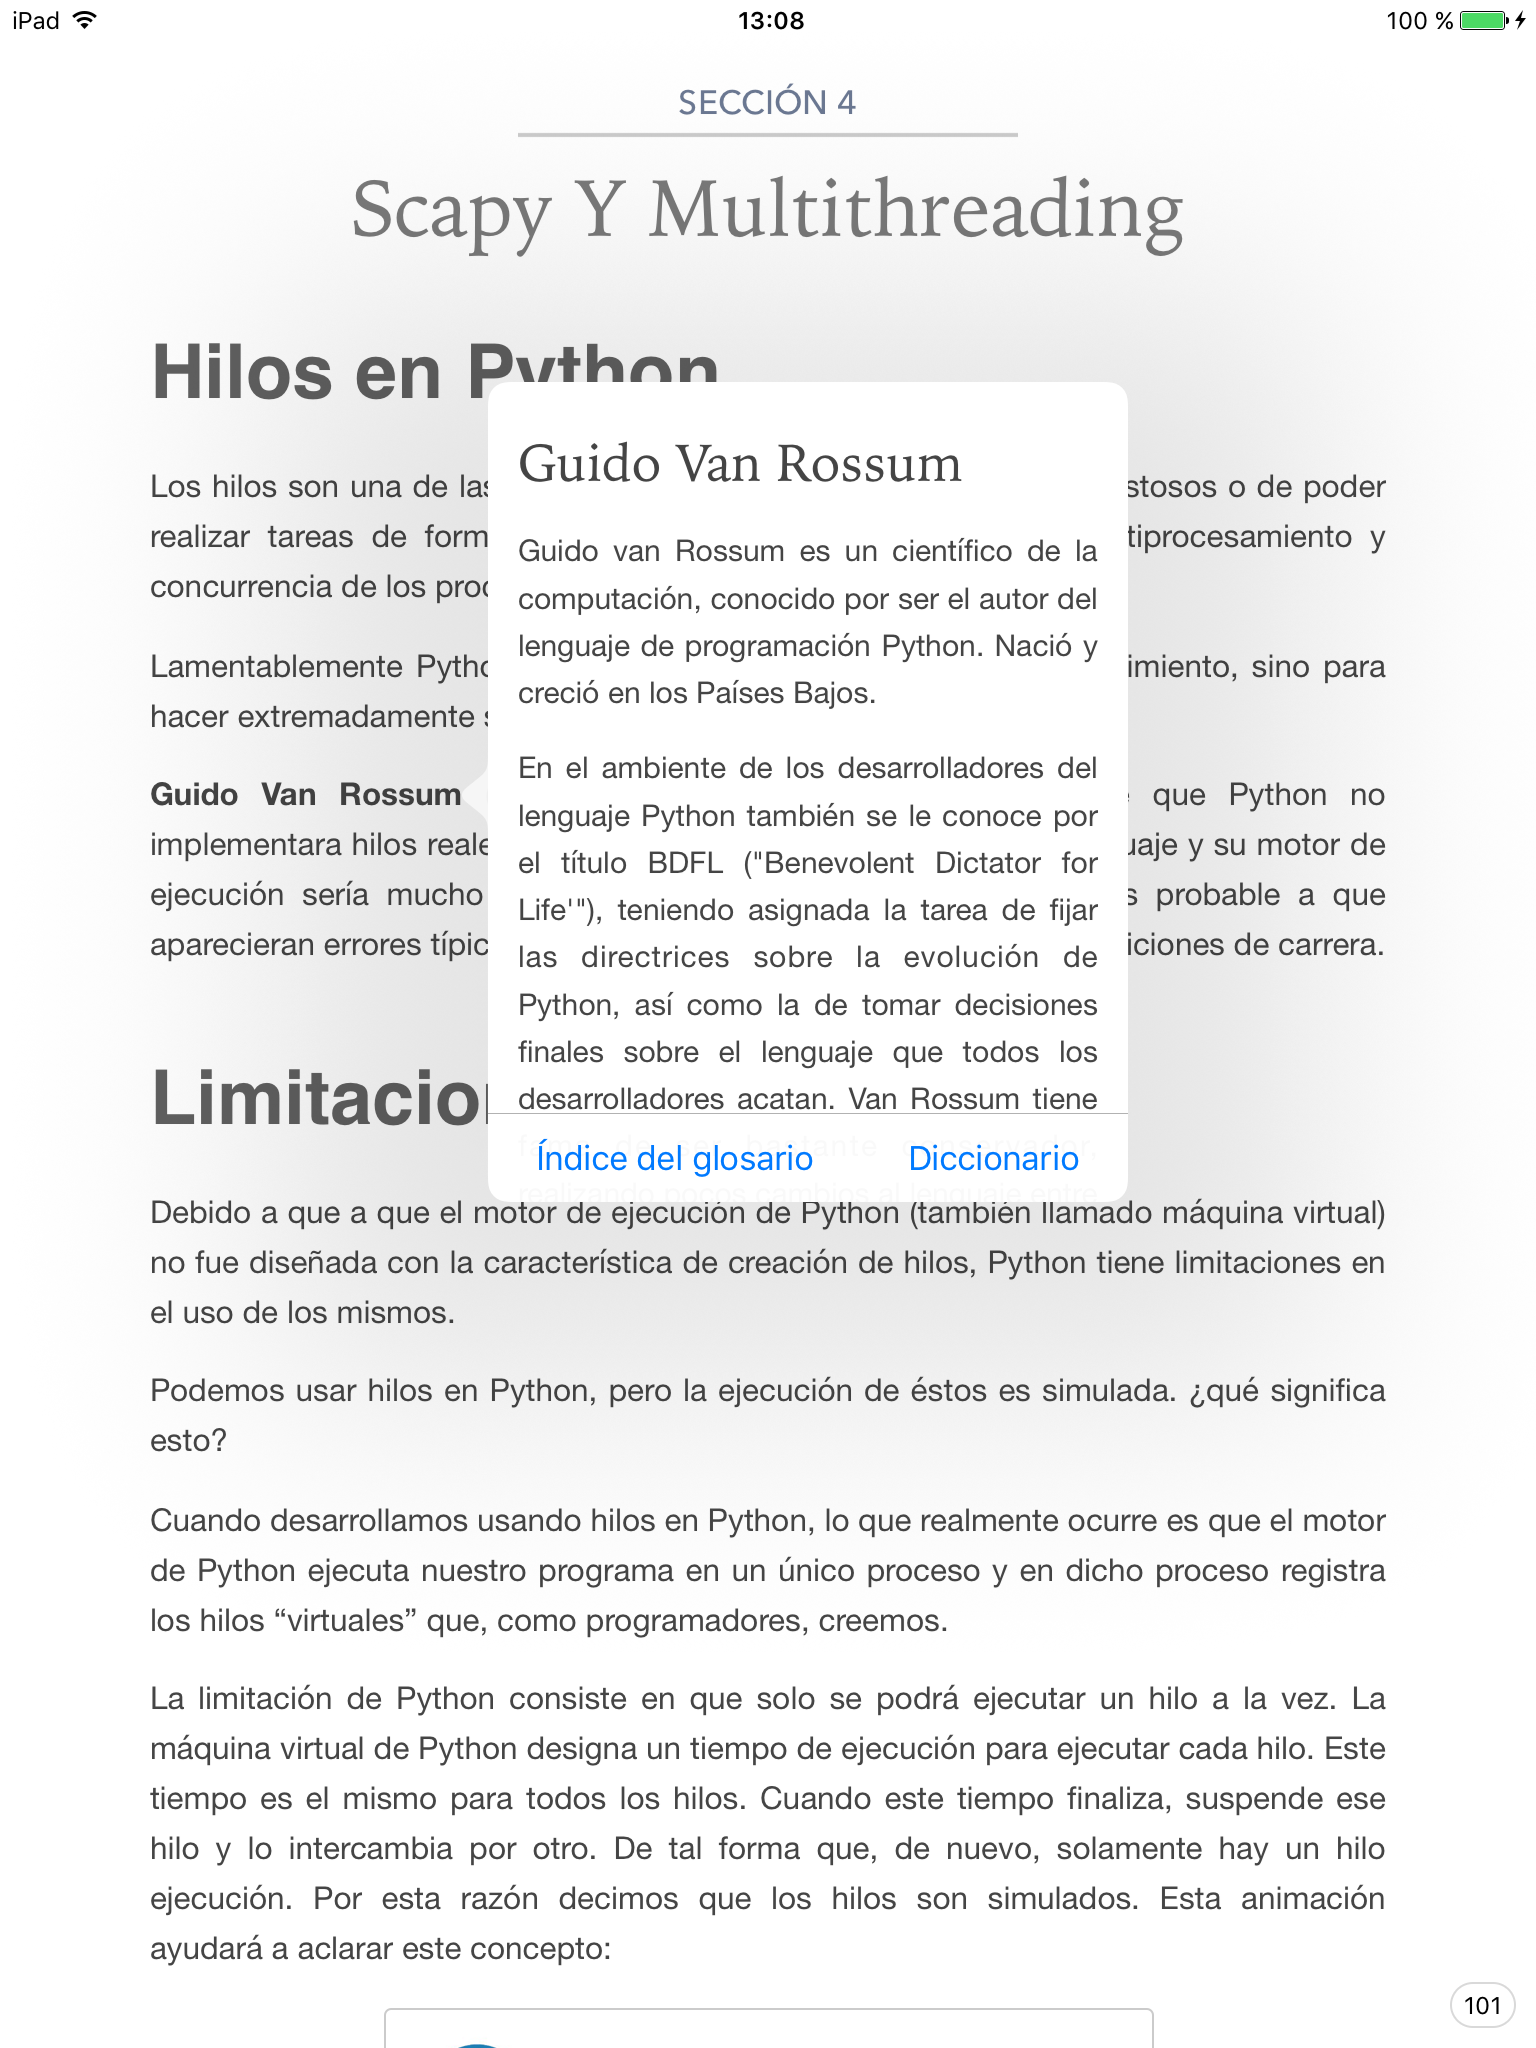 iPad
13:08
100 %
SECCIÓN 4
Scapy Y Multithreading
Hilos en Python
Los hilos son una de las
stosos o de poder
realizar tareas de form
tiprocesamiento y
concurrencia de los proc
Lamentablemente Pytho
imiento, sino para
hacer extremadamente s
Guido Van Rossum
que Python no
implementara hilos reale
uaje y su motor de
ejecución sería mucho
s probable a que
aparecieran errores típic
iciones de carrera.
Guido Van Rossum
Guido van Rossum es un científico de la
computación, conocido por ser el autor del
lenguaje de programación Python. Nació y
creció en los Países Bajos.
En el ambiente de los desarrolladores del
lenguaje Python también se le conoce por
el título BDFL ("Benevolent Dictator for
Life'"), teniendo asignada la tarea de fijar
las directrices sobre la evolución de
Python, así como la de tomar decisiones
finales sobre el lenguaje que todos los
desarrolladores acatan. Van Rossum tiene
fama de ser bastante conservador,
realizando pocos cambios al lenguaje entre
Índice del glosario
Diccionario
Limitacion
Debido a que a que el motor de ejecución de Python (también llamado máquina virtual)
no fue diseñada con la característica de creación de hilos, Python tiene limitaciones en
el uso de los mismos.
Podemos usar hilos en Python, pero la ejecución de éstos es simulada. ¿qué significa
esto?
Cuando desarrollamos usando hilos en Python, lo que realmente ocurre es que el motor
de Python ejecuta nuestro programa en un único proceso y en dicho proceso registra
los hilos “virtuales” que, como programadores, creemos.
La limitación de Python consiste en que solo se podrá ejecutar un hilo a la vez. La
máquina virtual de Python designa un tiempo de ejecución para ejecutar cada hilo. Este
tiempo es el mismo para todos los hilos. Cuando este tiempo finaliza, suspende ese
hilo y lo intercambia por otro. De tal forma que, de nuevo, solamente hay un hilo
ejecución. Por esta razón decimos que los hilos son simulados. Esta animación
ayudará a aclarar este concepto:
101